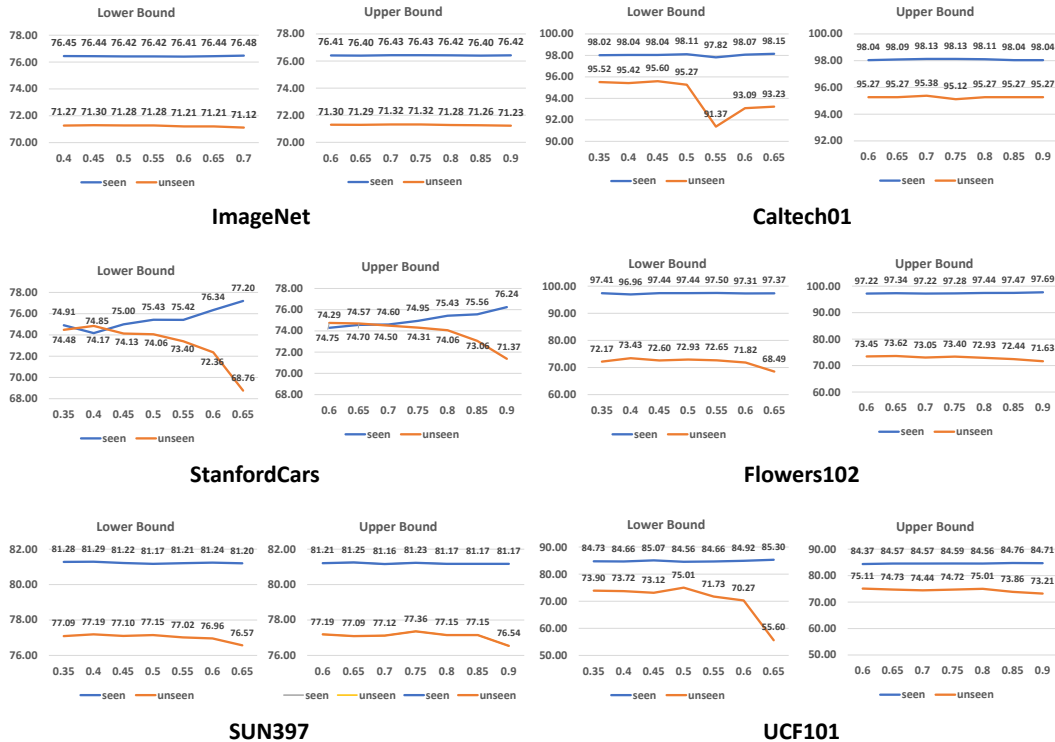 Lower Bound
78.00
76.45 76.44 76.42 76.42 76.41 76.44 76.48
76.00
74.00
71.27 71.30 71.28 71.28 71.21 71.21 71.12
72.00
70.00
0.4 0.45 0.5 0.55 0.6 0.65 0.7
seen unseen
Upper Bound
78.00
76.41 76.40 76.43 76.43 76.42 76.40 76.42
76.00
74.00
71.30 71.29 71.32 71.32 71.28 71.26 71.23
72.00
70.00
0.6 0.65 0.7 0.75 0.8 0.85 0.9
seen unseen
ImageNet
Lower Bound
100.00
98.02 98.04 98.04 98.11 97.82 98.07 98.15
98.00
95.52 95.42 95.60 95.27
96.00
94.00
93.09 93.23
92.00
91.37
90.00
0.35 0.4 0.45 0.5 0.55 0.6 0.65
seen unseen
Upper Bound
100.00
98.04 98.09 98.13 98.13 98.11 98.04 98.04
98.00
96.00
95.27 95.27 95.38 95.12 95.27 95.27 95.27
94.00
92.00
0.6 0.65 0.7 0.75 0.8 0.85 0.9
seen unseen
Caltech01
Lower Bound
78.00
77.20
76.34
76.00
74.91 74.85 75.00 75.43 75.42
74.00
74.48 74.17 74.13 74.06 73.40
72.00
72.36
70.00
68.76
68.00
0.35 0.4 0.45 0.5 0.55 0.6 0.65
seen unseen
Upper Bound
78.00
76.24
76.00
74.29 74.57 74.60 74.95 75.43 75.56
74.00
74.75 74.70 74.50 74.31 74.06 73.06
72.00
71.37
70.00
68.00
0.6 0.65 0.7 0.75 0.8 0.85 0.9
seen unseen
StanfordCars
Lower Bound
97.41 96.96 97.44 97.44 97.50 97.31 97.37
100.00
90.00
80.00
72.17 73.43 72.60 72.93 72.65 71.82 68.49
70.00
60.00
0.35 0.4 0.45 0.5 0.55 0.6 0.65
seen unseen
Upper Bound
97.22 97.34 97.22 97.28 97.44 97.47 97.69
100.00
90.00
80.00
73.45 73.62 73.05 73.40 72.93 72.44 71.63
70.00
60.00
0.6 0.65 0.7 0.75 0.8 0.85 0.9
seen unseen
Flowers102
Lower Bound
82.00
81.28 81.29 81.22 81.17 81.21 81.24 81.20
80.00
78.00
77.09 77.19 77.10 77.15 77.02 76.96 76.57
76.00
0.35 0.4 0.45 0.5 0.55 0.6 0.65
seen unseen
Upper Bound
82.00
81.21 81.25 81.16 81.23 81.17 81.17 81.17
80.00
78.00
77.19 77.09 77.12 77.36 77.15 77.15 76.54
76.00
0.6 0.65 0.7 0.75 0.8 0.85 0.9
seen unseen seen unseen
SUN397
Lower Bound
84.73 84.66 85.07 84.56 84.66 84.92 85.30
90.00
80.00
73.90 73.72 73.12 75.01 71.73 70.27
70.00
60.00
55.60
50.00
0.35 0.4 0.45 0.5 0.55 0.6 0.65
seen unseen
Upper Bound
84.37 84.57 84.57 84.59 84.56 84.76 84.71
90.00
80.00
75.11 74.73 74.44 74.72 75.01 73.86 73.21
70.00
60.00
50.00
0.6 0.65 0.7 0.75 0.8 0.85 0.9
seen unseen
UCF101